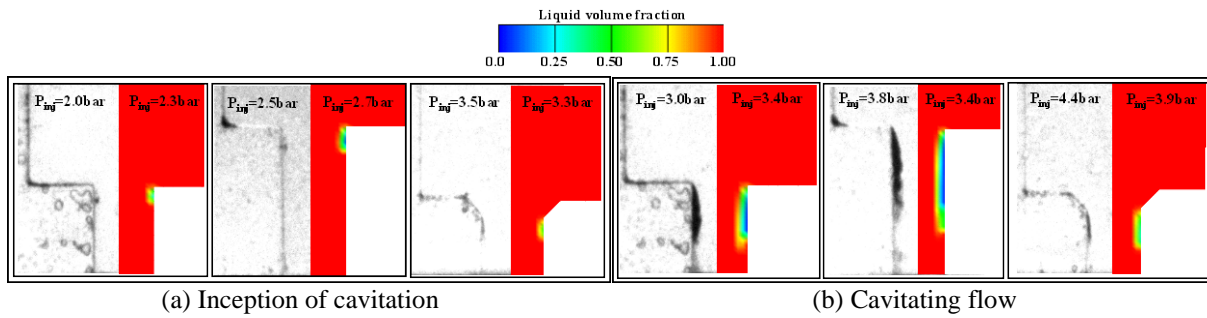 Liquid volume fraction
0.0 0.25 0.50 0.75 1.00
Pinj=2.0bar Pinj=2.3bar Pinj=2.5bar Pinj=2.7bar Pinj=3.5bar Pinj=3.3bar Pinj=3.0bar Pinj=3.4bar Pinj=3.8bar Pinj=3.4bar Pinj=4.4bar Pinj=3.9bar
(a) Inception of cavitation (b) Cavitating flow